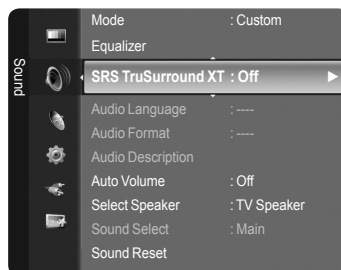 Sound
Mode : Custom
Equalizer
SRS TruSurround XT : Off
Audio Language : ----
Audio Format : ----
Audio Description
Auto Volume : Off
Select Speaker : TV Speaker
Sound Select : Main
Sound Reset